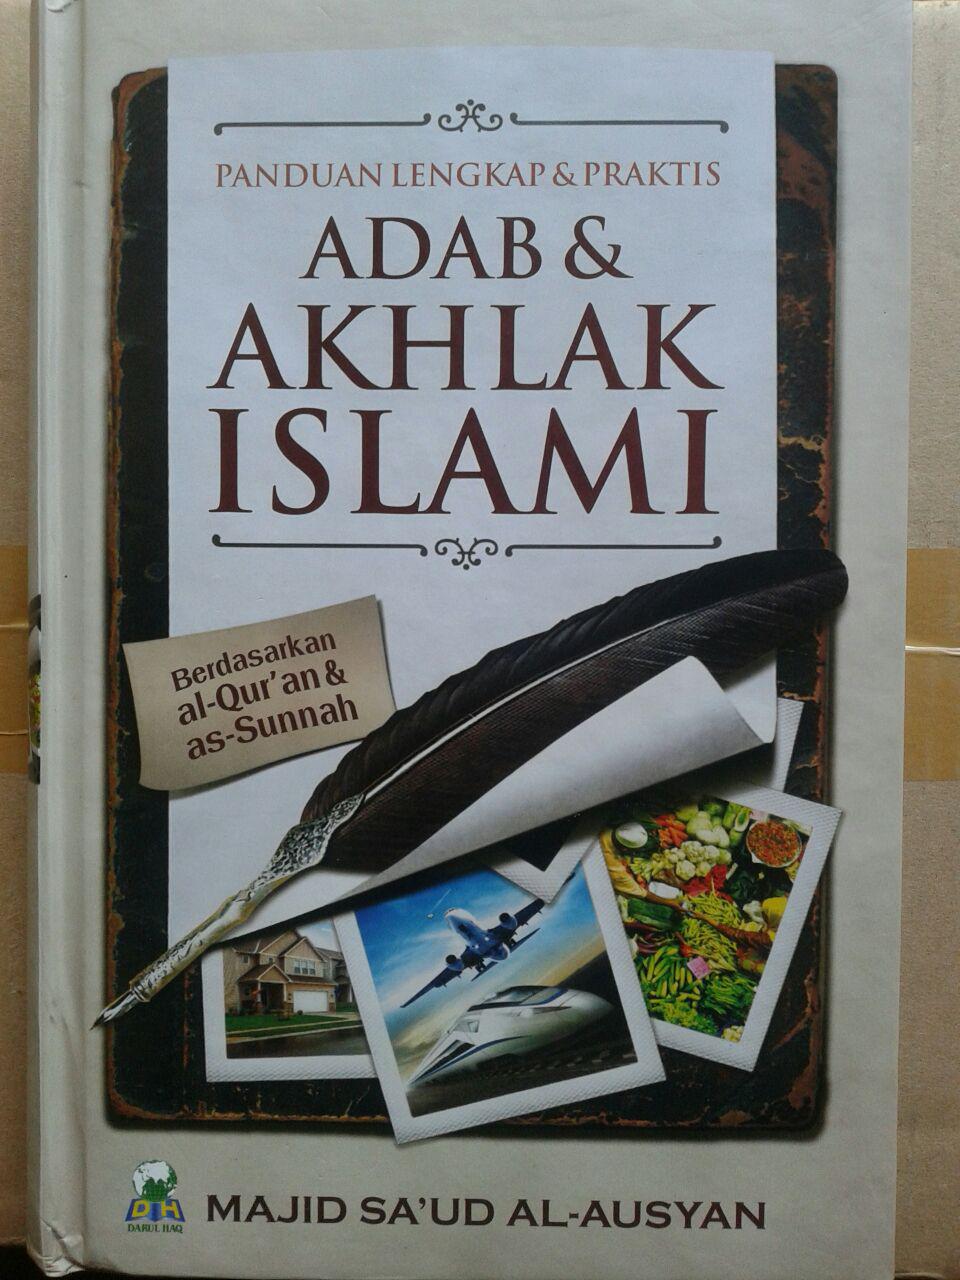 PANDUAN LENGKAP & PRAKTIS
ADAB &
AKHLAK
ISLAMI
Berdasarkan
al-Qur'an &
as-Sunnah
DH
DARUL HAQ
MAJID SA'UD AL-AUSYAN